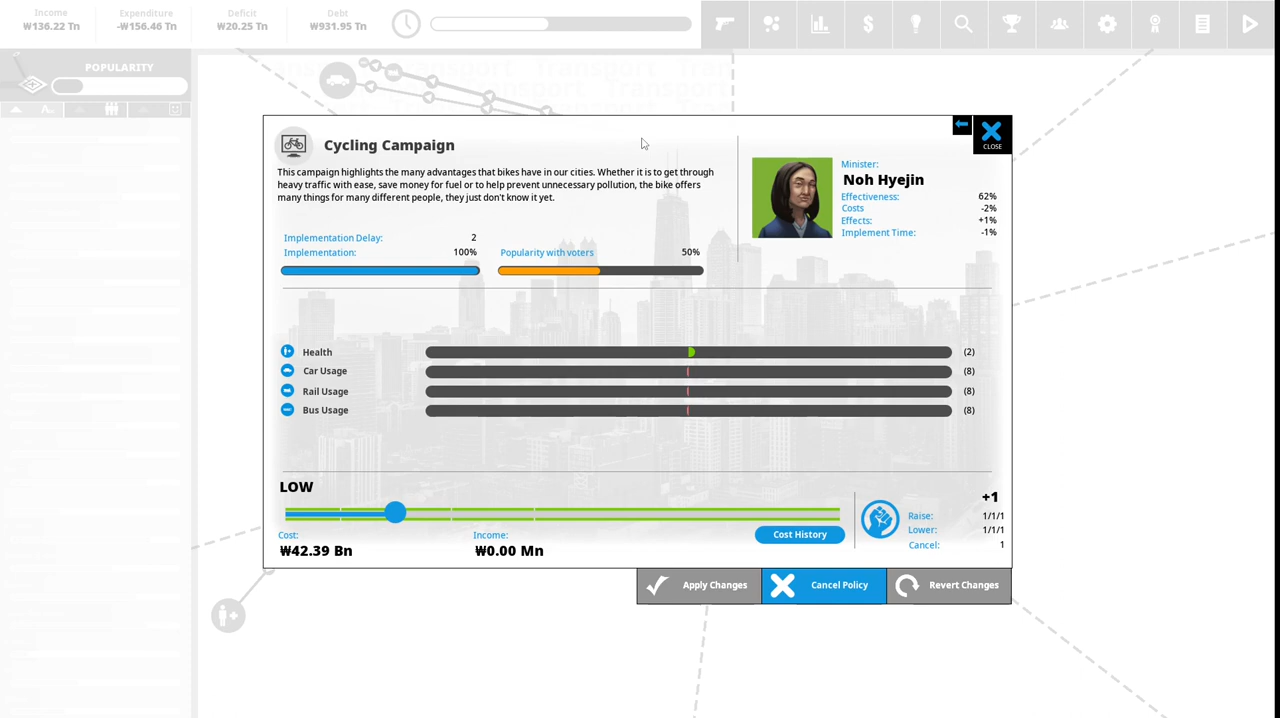 Income
Expenditure
Deficit
Debt
₩136.22 Tn
-₩156.46 Tn
₩20.25 Tn
₩931.95 Tn
POPULARITY
Transport
Transport
Cycling Campaign
This campaign highlights the many advantages that bikes have in our cities. Whether it is to get through
heavy traffic with ease, save money for fuel or to help prevent unnecessary pollution, the bike offers
many things for many different people, they just don't know it yet.
Implementation Delay: 2
Implementation: 100%
Popularity with voters 50%
CLOSE
Minister:
Noh Hyejin
Effectiveness: 62%
Costs -2%
Effects: +1%
Implement Time: -1%
Health (2)
Car Usage (8)
Rail Usage (8)
Bus Usage (8)
LOW
Cost:
₩42.39 Bn
Income:
₩0.00 Mn
Cost History
+1
Raise: 1/1/1
Lower: 1/1/1
Cancel: 1
Apply Changes
Cancel Policy
Revert Changes